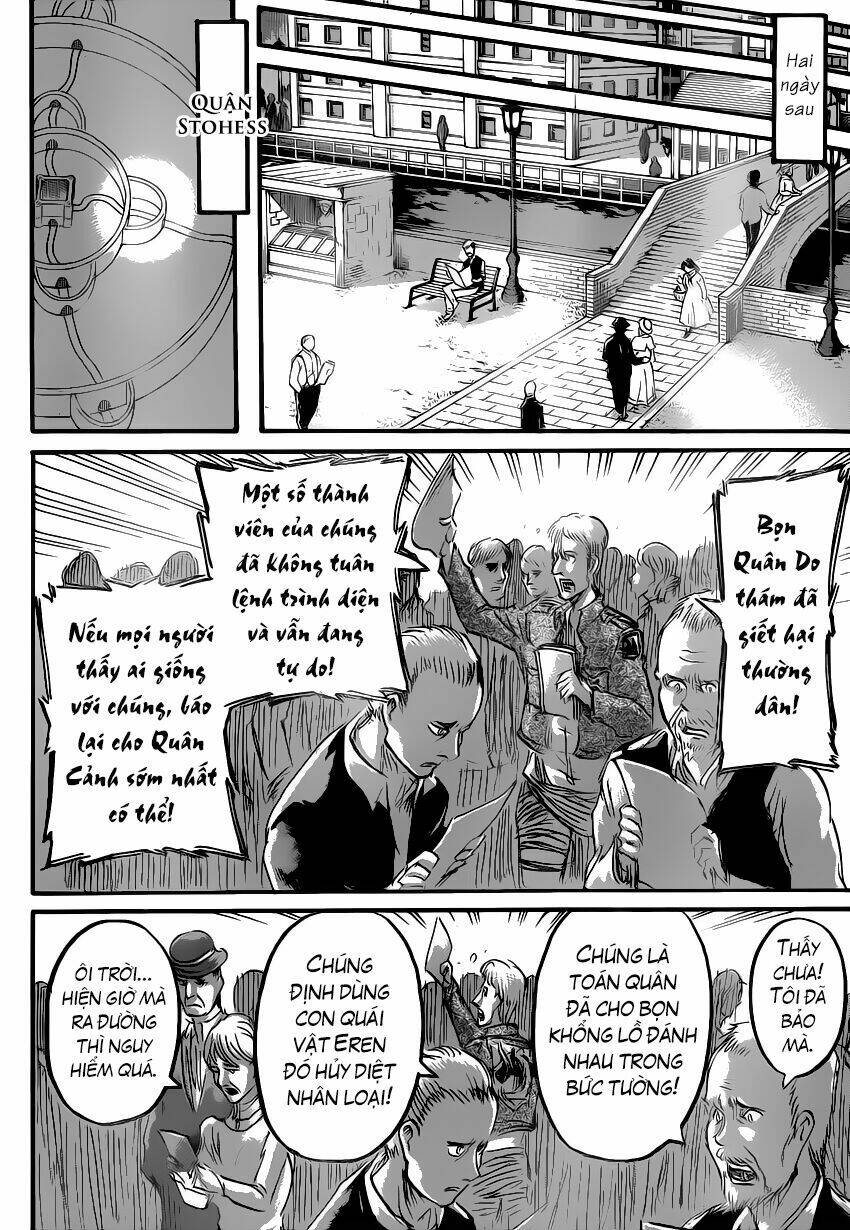 Hai
ngày
sau
Quận
Stohess
Bọn
Quân Do
thám đã
giết hại
thường
dân!
Một số thành
viên của chúng
đã không tuân
lệnh trình diện
và vẫn đang
tự do!
Nếu mọi người
thấy ai giống
với chúng, báo
lại cho Quân
Cảnh sớm nhất
có thể!
Thấy
chưa!
Tôi đã
bảo
mà.
Chúng là
toán quân
đã cho bọn
khổng lồ đánh
nhau trong
bức tường!
Chúng
định dùng
con quái
vật Eren
đó hủy diệt
nhân loại!
Ôi trời...
hiện giờ mà
ra đường
thì nguy
hiểm quá.